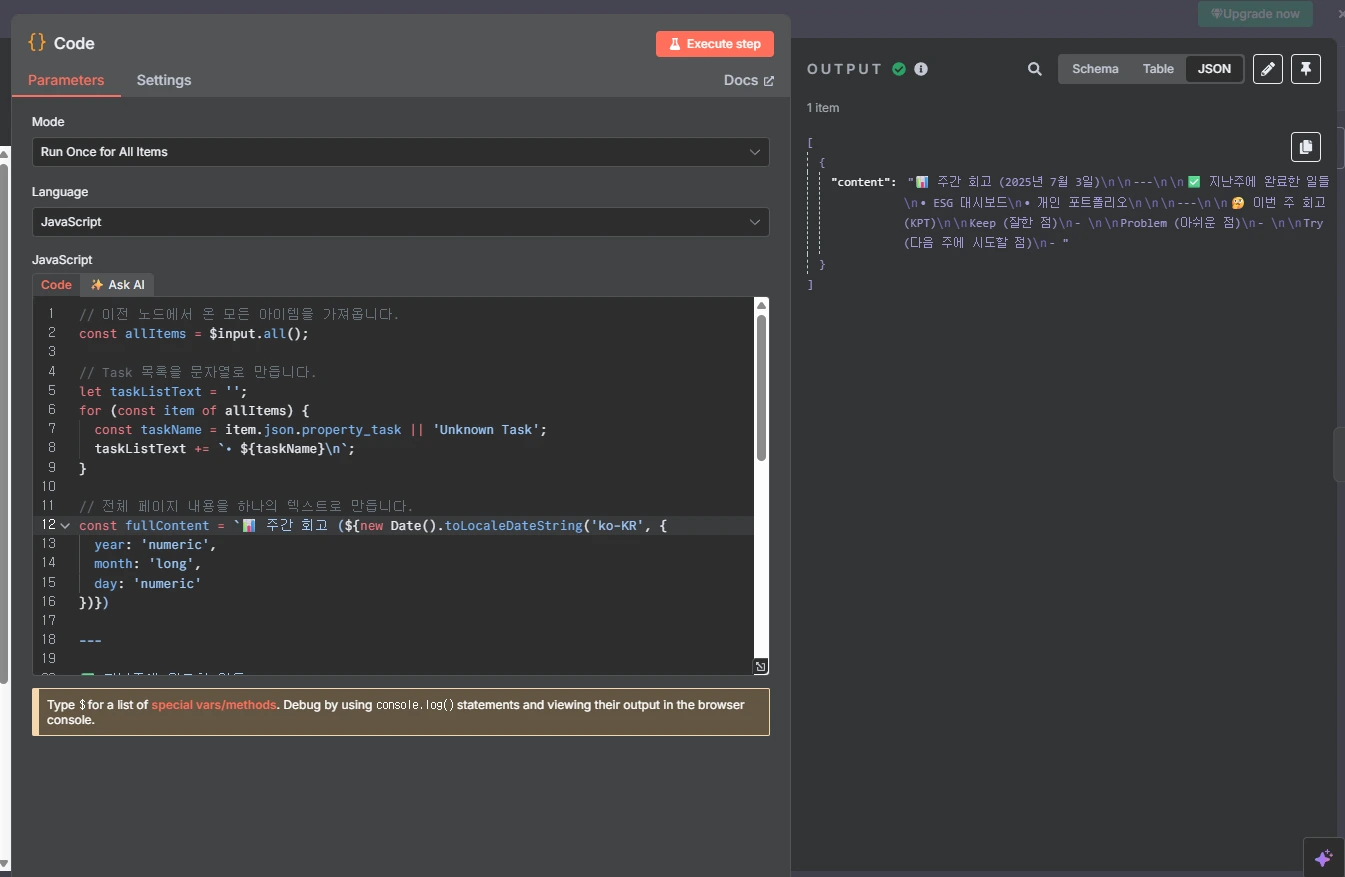 Upgrade now
{} Code
Execute step
Parameters
Settings
Docs
Mode
Run Once for All Items
Language
JavaScript
JavaScript
Code
✨ Ask AI
1 // 이전 노드에서 온 모든 아이템을 가져옵니다.
2 const allItems = $input.all();
3
4 // Task 목록을 문자열로 만듭니다.
5 let taskListText = '';
6 for (const item of allItems) {
7 const taskName = item.json.property_task || 'Unknown Task';
8 taskListText += `• ${taskName}\n`;
9 }
10
11 // 전체 페이지 내용을 하나의 텍스트로 만듭니다.
12 const fullContent = `📊 주간 회고 (${new Date().toLocaleDateString('ko-KR', {
13 year: 'numeric',
14 month: 'long',
15 day: 'numeric'
16 })})
17
18 ---
19
Type $ for a list of special vars/methods. Debug by using console.log() statements and viewing their output in the browser
console.
OUTPUT
Schema
Table
JSON
1 item
[
{
"content": "📊 주간 회고 (2025년 7월 3일)\n\n---\n\n✅ 지난주에 완료한 일들
\n• ESG 대시보드\n• 개인 포트폴리오\n\n\n---\n\n🤔 이번 주 회고
(KPT)\n\nKeep (잘한 점)\n- \n\nProblem (아쉬운 점)\n- \n\nTry
(다음 주에 시도할 점)\n- "
}
]